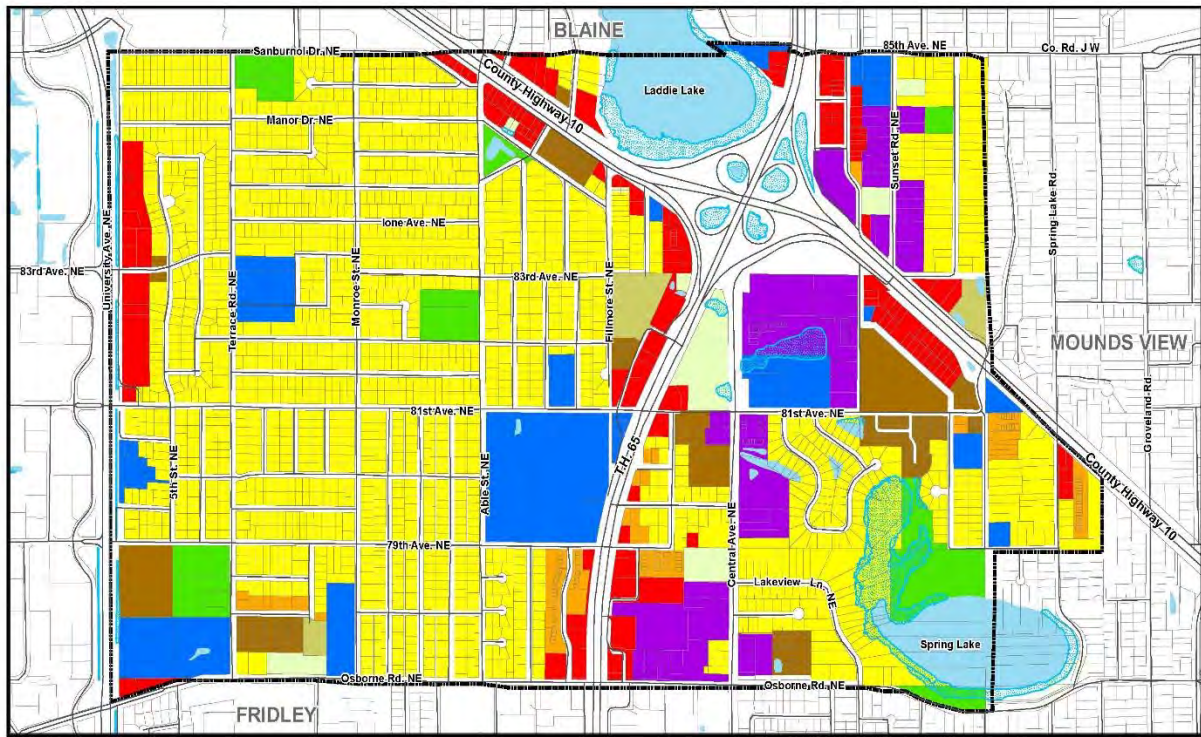 BLAINE
Sanburnol Dr. NE
85th Ave. NE
Co. Rd. J W
County Highway 10
Laddie Lake
Manor Dr. NE
Sunset Rd. NE
Spring Lake Rd
University Ave. NE
Ione Ave. NE
83rd Ave. NE
83rd Ave. NE
Terrace Rd. NE
Monroe St. NE
Fillmore St. NE
MOUNDS VIEW
Groveland Rd
81st Ave. NE
81st Ave. NE
T.H. 65
5th St. NE
Able St. NE
County Highway 10
79th Ave. NE
Central Ave. NE
Lakeview Ln. NE
Spring Lake
Osborne Rd. NE
Osborne Rd. NE
FRIDLEY